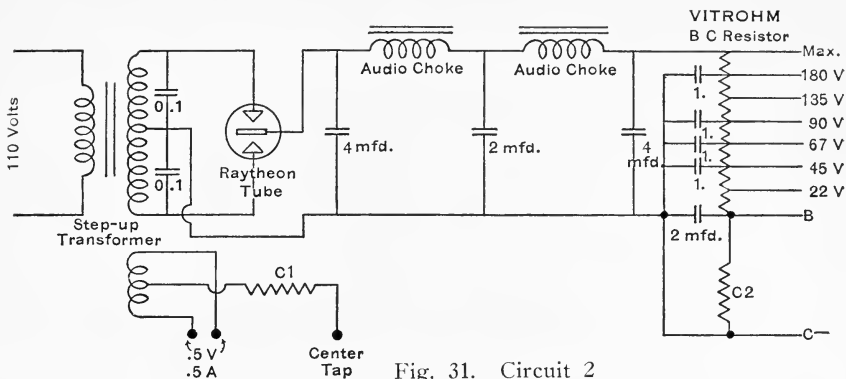 VITROHM
B C Resistor
Max.
180 V
135 V
90 V
67 V
45 V
22 V
B
C—
Audio Choke
Audio Choke
110 Volts
0.1
0.1
Raytheon
Tube
4 mfd.
2 mfd.
4
mfd.
1.
1.
1.
1.
2 mfd.
Step-up
Transformer
C1
C2
.5 V
.5 A
Center
Tap
Fig. 31. Circuit 2